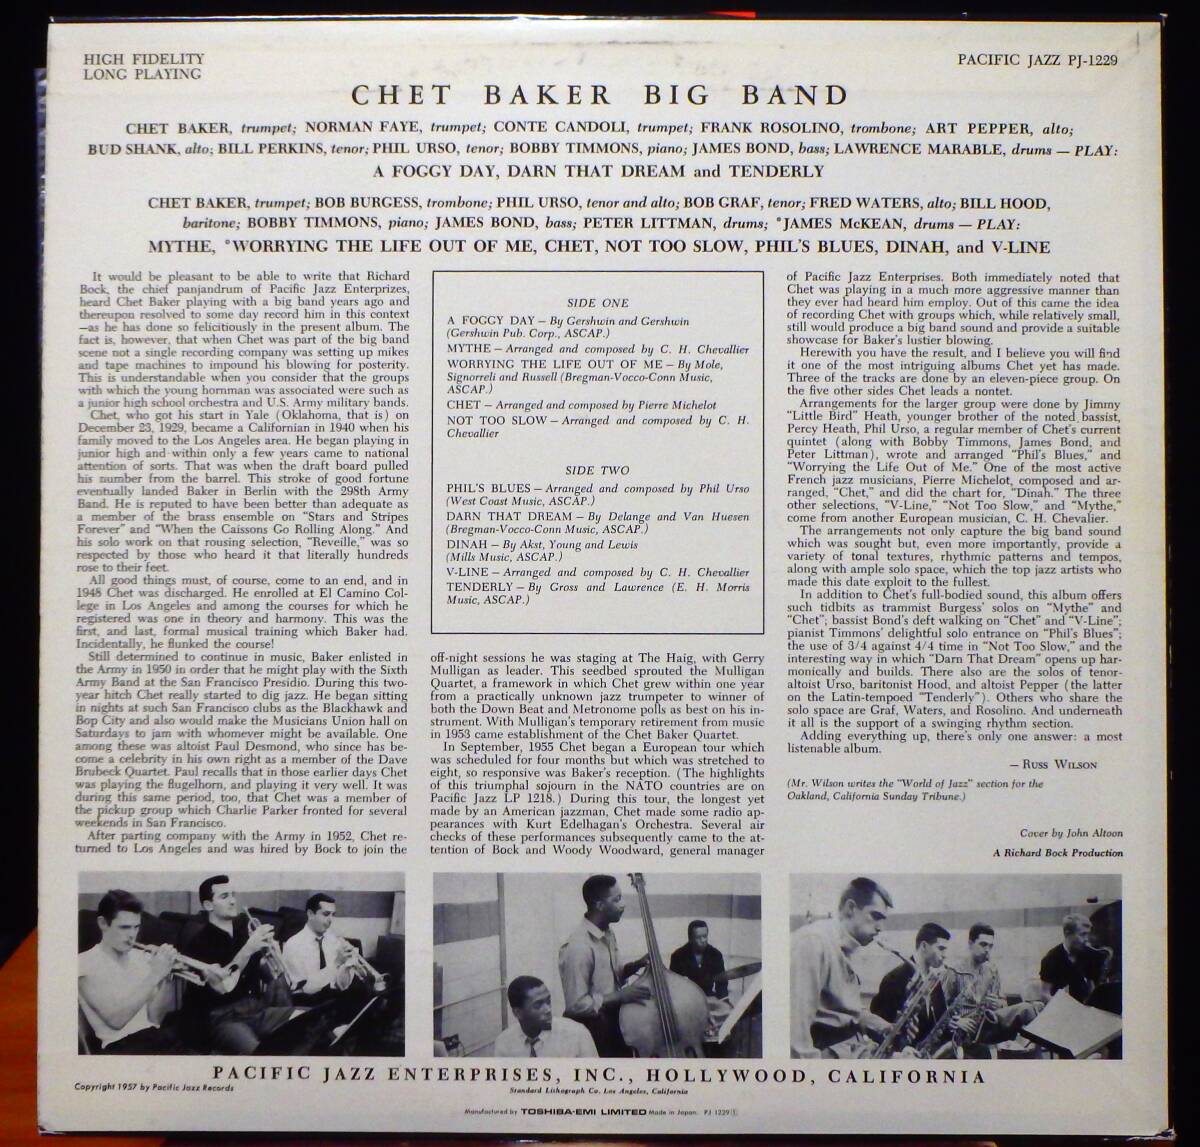 HIGH FIDELITY
LONG PLAYING
PACIFIC JAZZ PJ-1229
CHET BAKER BIG BAND
CHET BAKER, trumpet; NORMAN FAYE, trumpet; CONTE CANDOLI, trumpet; FRANK ROSOLINO, trombone; ART PEPPER, alto;
BUD SHANK, alto; BILL PERKINS, tenor; PHIL URSO, tenor; BOBBY TIMMONS, piano; JAMES BOND, bass; LAWRENCE MARABLE, drums — PLAY:
A FOGGY DAY, DARN THAT DREAM and TENDERLY
CHET BAKER, trumpet; BOB BURGESS, trombone; PHIL URSO, tenor and alto; BOB GRAF, tenor; FRED WATERS, alto; BILL HOOD,
baritone; BOBBY TIMMONS, piano; JAMES BOND, bass; PETER LITTMAN, drums; *JAMES McKEAN, drums — PLAY:
MYTHE, *WORRYING THE LIFE OUT OF ME, CHET, NOT TOO SLOW, PHIL'S BLUES, DINAH, and V-LINE
It would be pleasant to be able to write that Richard
Bock, the chief panjandrum of Pacific Jazz Enterprizes,
heard Chet Baker playing with a big band years ago and
thereupon resolved to some day record him in this context
—as he has done so felicitiously in the present album. The
fact is, however, that when Chet was part of the big band
scene not a single recording company was setting up mikes
and tape machines to impound his blowing for posterity.
This is understandable when you consider that the groups
with which the young hornman was associated were such as
a junior high school orchestra and U.S. Army military bands.
Chet, who got his start in Yale (Oklahoma, that is) on
December 23, 1929, became a Californian in 1940 when his
family moved to the Los Angeles area. He began playing in
junior high and within only a few years came to national
attention of sorts. That was when the draft board pulled
his number from the barrel. This stroke of good fortune
eventually landed Baker in Berlin with the 298th Army
Band. He is reputed to have been better than adequate as
a member of the brass ensemble on "Stars and Stripes
Forever" and "When the Caissons Go Rolling Along." And
his solo work on that rousing selection, "Reveille," was so
respected by those who heard it that literally hundreds
rose to their feet.
All good things must, of course, come to an end, and in
1948 Chet was discharged. He enrolled at El Camino Col-
lege in Los Angeles and among the courses for which he
registered was one in theory and harmony. This was the
first, and last, formal musical training which Baker had.
Incidentally, he flunked the course!
Still determined to continue in music, Baker enlisted in
the Army in 1950 in order that he might play with the Sixth
Army Band at the San Francisco Presidio. During this two-
year hitch Chet really started to dig jazz. He began sitting
in nights at such San Francisco clubs as the Blackhawk and
Bop City and also would make the Musicians Union hall on
Saturdays to jam with whomever might be available. One
among these was altoist Paul Desmond, who since has be-
come a celebrity in his own right as a member of the Dave
Brubeck Quartet. Paul recalls that in those earlier days Chet
was playing the flugelhorn, and playing it very well. It was
during this same period, too, that Chet was a member of
the pickup group which Charlie Parker fronted for several
weekends in San Francisco.
After parting company with the Army in 1952, Chet re-
turned to Los Angeles and was hired by Bock to join the
SIDE ONE
A FOGGY DAY – By Gershwin and Gershwin
(Gershwin Pub. Corp., ASCAP.)
MYTHE – Arranged and composed by C. H. Chevallier
WORRYING THE LIFE OUT OF ME – By Mole,
Signorreli and Russell (Bregman-Vocco-Conn Music,
ASCAP.)
CHET – Arranged and composed by Pierre Michelot
NOT TOO SLOW – Arranged and composed by C. H.
Chevallier
SIDE TWO
PHIL'S BLUES – Arranged and composed by Phil Urso
(West Coast Music, ASCAP.)
DARN THAT DREAM – By Delange and Van Huesen
(Bregman-Vocco-Conn Music, ASCAP.)
DINAH – By Akst, Young and Lewis
(Mills Music, ASCAP.)
V-LINE – Arranged and composed by C. H. Chevallier
TENDERLY – By Gross and Lawrence (E. H. Morris
Music, ASCAP.)
off-night sessions he was staging at The Haig, with Gerry
Mulligan as leader. This seedbed sprouted the Mulligan
Quartet, a framework in which Chet grew within one year
from a practically unknown jazz trumpeter to winner of
both the Down Beat and Metronome polls as best on his in-
strument. With Mulligan's temporary retirement from music
in 1953 came establishment of the Chet Baker Quartet.
In September, 1955 Chet began a European tour which
was scheduled for four months but which was stretched to
eight, so responsive was Baker's reception. (The highlights
of this triumphal sojourn in the NATO countries are on
Pacific Jazz LP 1218.) During this tour, the longest yet
made by an American jazzman, Chet made some radio ap-
pearances with Kurt Edelhagan's Orchestra. Several air
checks of these performances subsequently came to the at-
tention of Bock and Woody Woodward, general manager
of Pacific Jazz Enterprises. Both immediately noted that
Chet was playing in a much more aggressive manner than
they ever had heard him employ. Out of this came the idea
of recording Chet with groups which, while relatively small,
still would produce a big band sound and provide a suitable
showcase for Baker's lustier blowing.
Herewith you have the result, and I believe you will find
it one of the most intriguing albums Chet yet has made.
Three of the tracks are done by an eleven-piece group. On
the five other sides Chet leads a nontet.
Arrangements for the larger group were done by Jimmy
"Little Bird" Heath, younger brother of the noted bassist,
Percy Heath, Phil Urso, a regular member of Chet's current
quintet (along with Bobby Timmons, James Bond, and
Peter Littman), wrote and arranged "Phil's Blues," and
"Worrying the Life Out of Me." One of the most active
French jazz musicians, Pierre Michelot, composed and ar-
ranged, "Chet," and did the chart for, "Dinah." The three
other selections, "V-Line," "Not Too Slow," and "Mythe,"
come from another European musician, C. H. Chevalier.
The arrangements not only capture the big band sound
which was sought but, even more importantly, provide a
variety of tonal textures, rhythmic patterns and tempos,
along with ample solo space, which the top jazz artists who
made this date exploit to the fullest.
In addition to Chet's full-bodied sound, this album offers
such tidbits as trammist Burgess' solos on "Mythe" and
"Chet"; bassist Bond's deft walking on "Chet" and "V-Line";
pianist Timmons' delightful solo entrance on "Phil's Blues";
the use of 3/4 against 4/4 time in "Not Too Slow," and the
interesting way in which "Darn That Dream" opens up har-
monically and builds. There also are the solos of tenor-
altoist Urso, baritonist Hood, and altoist Pepper (the latter
on the Latin-tempoed "Tenderly"). Others who share the
solo space are Graf, Waters, and Rosolino. And underneath
it all is the support of a swinging rhythm section.
Adding everything up, there's only one answer: a most
listenable album.
— RUSS WILSON
(Mr. Wilson writes the "World of Jazz" section for the
Oakland, California Sunday Tribune.)
Cover by John Altoon
A Richard Bock Production
PACIFIC JAZZ ENTERPRISES, INC., HOLLYWOOD, CALIFORNIA
Copyright 1957 by Pacific Jazz Records
Standard Lithograph Co. Los Angeles, California
Manufactured by TOSHIBA-EMI LIMITED Made in Japan. PJ 1229①